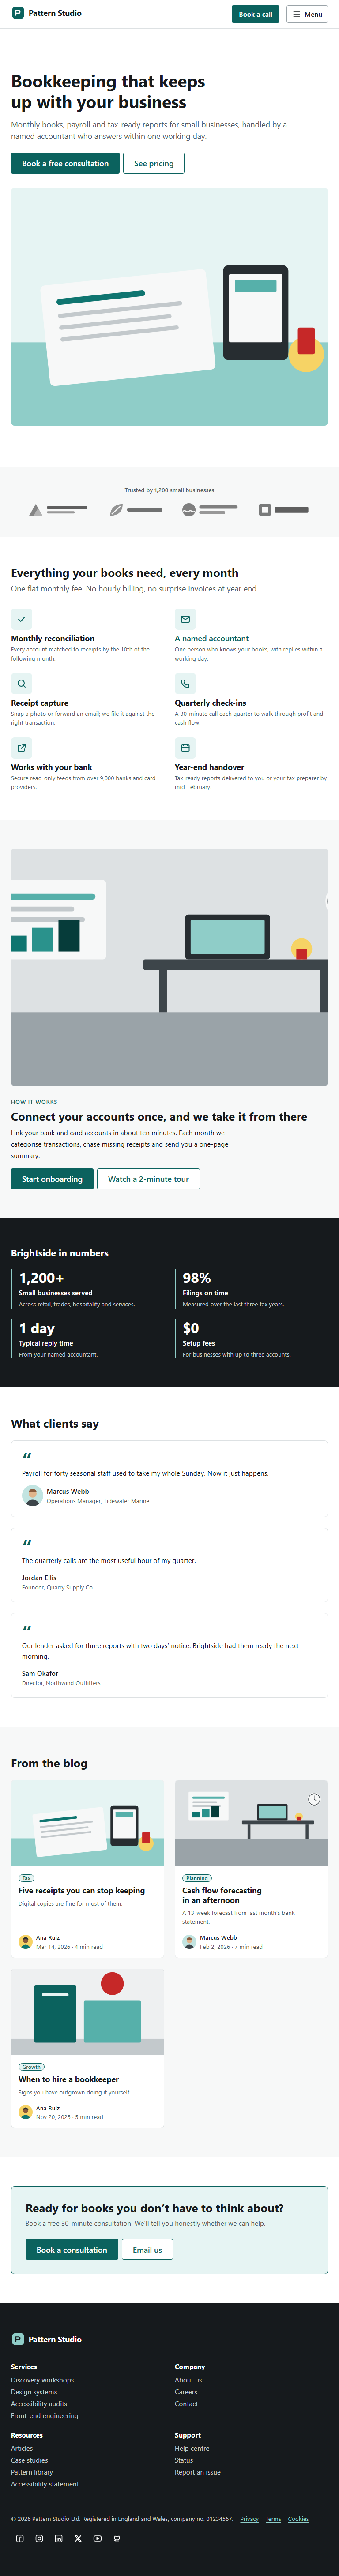 Pattern Studio
Book a call
Menu
Bookkeeping that keeps
up with your business
Monthly books, payroll and tax-ready reports for small businesses, handled by a
named accountant who answers within one working day.
Book a free consultation
See pricing
Trusted by 1,200 small businesses
Everything your books need, every month
One flat monthly fee. No hourly billing, no surprise invoices at year end.
Monthly reconciliation
Every account matched to receipts by the 10th of the
following month.
A named accountant
One person who knows your books, with replies within a
working day.
Receipt capture
Snap a photo or forward an email; we file it against the
right transaction.
Quarterly check-ins
A 30-minute call each quarter to walk through profit and
cash flow.
Works with your bank
Secure read-only feeds from over 9,000 banks and card
providers.
Year-end handover
Tax-ready reports delivered to you or your tax preparer by
mid-February.
HOW IT WORKS
Connect your accounts once, and we take it from there
Link your bank and card accounts in about ten minutes. Each month we
categorise transactions, chase missing receipts and send you a one-page
summary.
Start onboarding
Watch a 2-minute tour
Brightside in numbers
1,200+
Small businesses served
Across retail, trades, hospitality and services.
98%
Filings on time
Measured over the last three tax years.
1 day
Typical reply time
From your named accountant.
$0
Setup fees
For businesses with up to three accounts.
What clients say
“
Payroll for forty seasonal staff used to take my whole Sunday. Now it just happens.
Marcus Webb
Operations Manager, Tidewater Marine
“
The quarterly calls are the most useful hour of my quarter.
Jordan Ellis
Founder, Quarry Supply Co.
“
Our lender asked for three reports with two days’ notice. Brightside had them ready the next
morning.
Sam Okafor
Director, Northwind Outfitters
From the blog
Tax
Five receipts you can stop keeping
Digital copies are fine for most of them.
Ana Ruiz
Mar 14, 2026 · 4 min read
Planning
Cash flow forecasting
in an afternoon
A 13-week forecast from last month’s bank
statement.
Marcus Webb
Feb 2, 2026 · 7 min read
Growth
When to hire a bookkeeper
Signs you have outgrown doing it yourself.
Ana Ruiz
Nov 20, 2025 · 5 min read
Ready for books you don’t have to think about?
Book a free 30-minute consultation. We’ll tell you honestly whether we can help.
Book a consultation
Email us
Pattern Studio
Services
Discovery workshops
Design systems
Accessibility audits
Front-end engineering
Company
About us
Careers
Contact
Resources
Articles
Case studies
Pattern library
Accessibility statement
Support
Help centre
Status
Report an issue
© 2026 Pattern Studio Ltd. Registered in England and Wales, company no. 01234567.
Privacy
Terms
Cookies